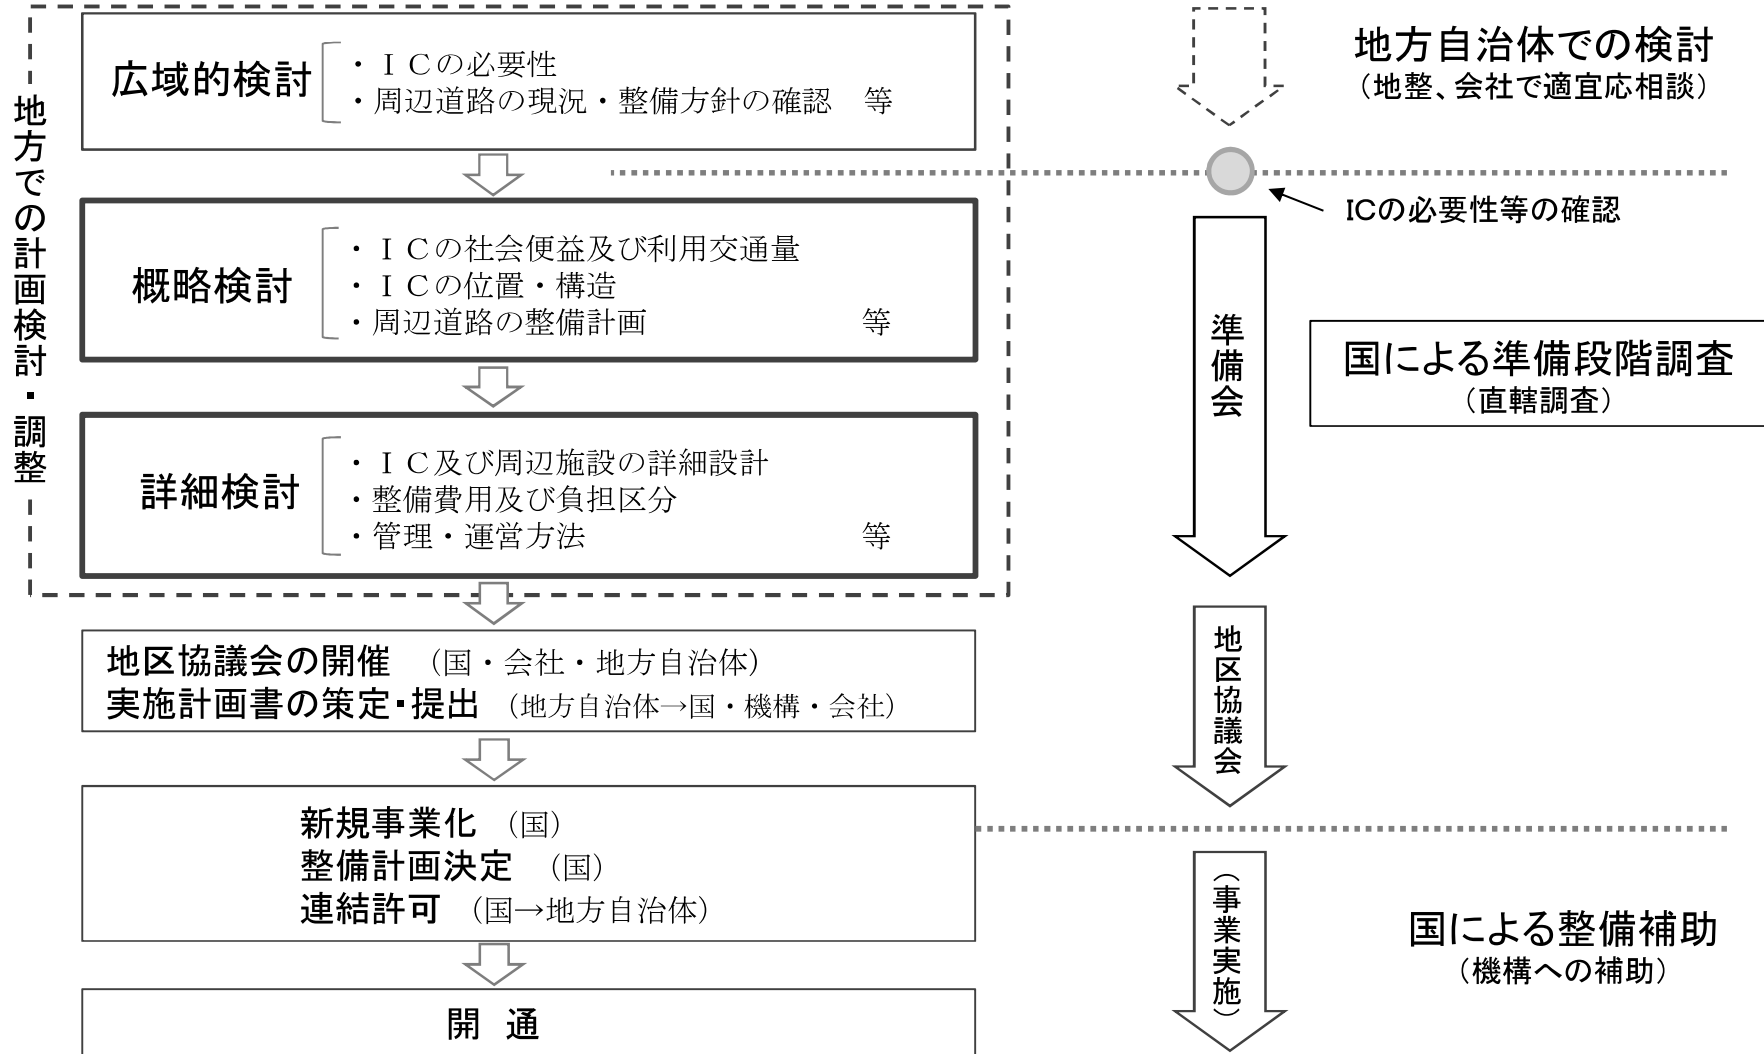 地方での計画検討・調整
広域的検討
・ＩＣの必要性
・周辺道路の現況・整備方針の確認　等
概略検討
・ＩＣの社会便益及び利用交通量
・ＩＣの位置・構造
・周辺道路の整備計画　等
詳細検討
・ＩＣ及び周辺施設の詳細設計
・整備費用及び負担区分
・管理・運営方法　等
地区協議会の開催　（国・会社・地方自治体）
実施計画書の策定・提出　（地方自治体→国・機構・会社）
新規事業化　（国）
整備計画決定　（国）
連結許可　（国→地方自治体）
開　通
地方自治体での検討
（地整、会社で適宜応相談）
ICの必要性等の確認
準備会
国による準備段階調査
（直轄調査）
地区協議会
（事業実施）
国による整備補助
（機構への補助）